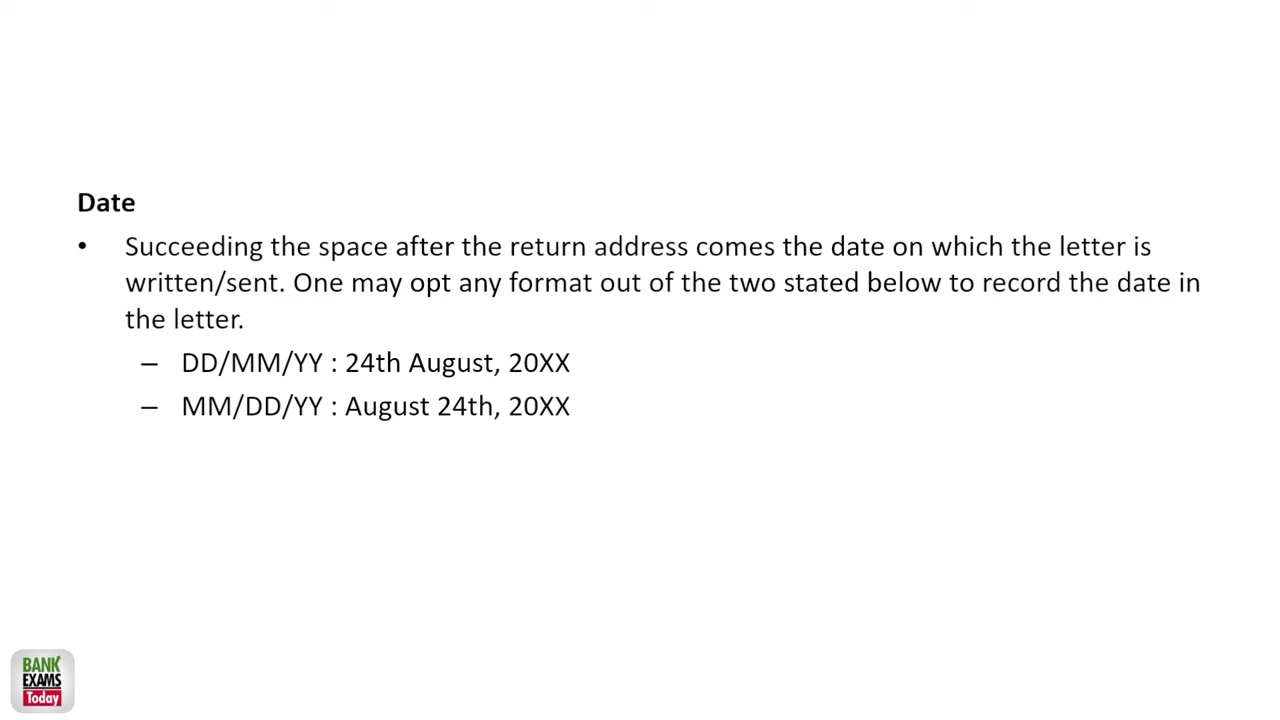 Date
• Succeeding the space after the return address comes the date on which the letter is
written/sent. One may opt any format out of the two stated below to record the date in
the letter.
– DD/MM/YY : 24th August, 20XX
– MM/DD/YY : August 24th, 20XX
BANK
EXAMS
Today